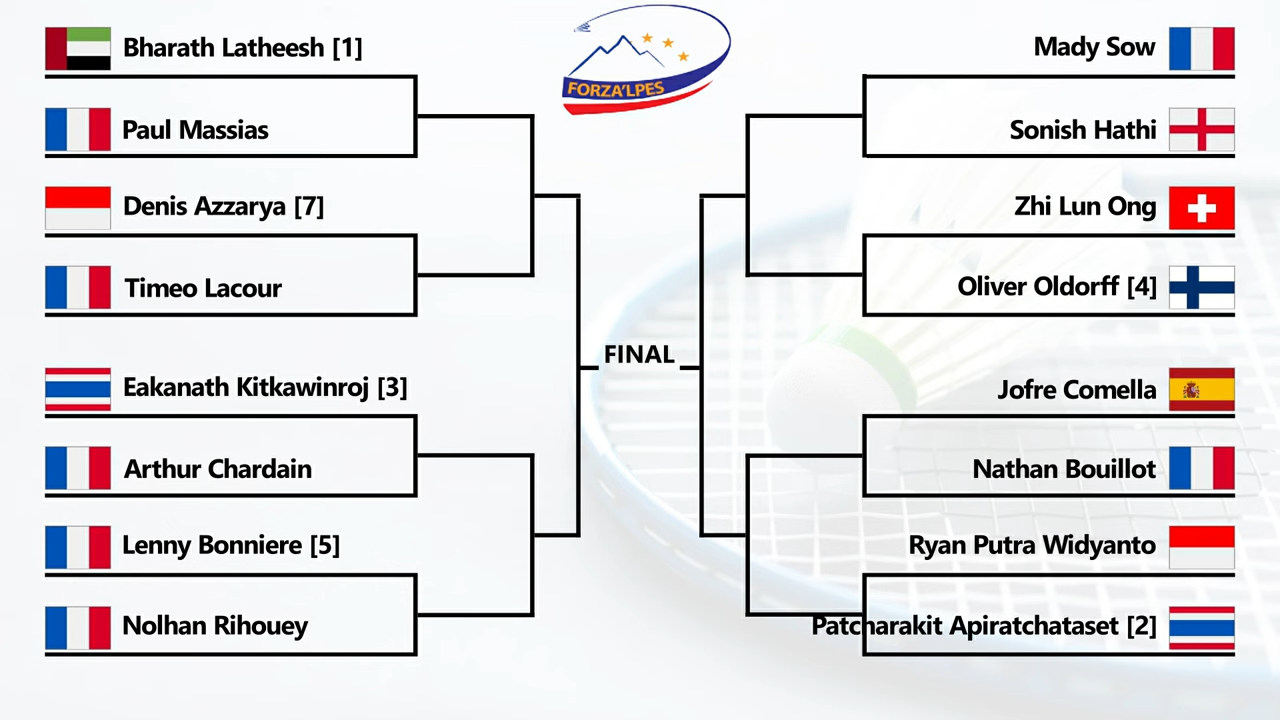 Bharath Latheesh [1]
Paul Massias
Denis Azzarya [7]
Timeo Lacour
Eakanath Kitkawinroj [3]
Arthur Chardain
Lenny Bonniere [5]
Nolhan Rihouey
FORZA'LPES
FINAL
Mady Sow
Sonish Hathi
Zhi Lun Ong
Oliver Oldorff [4]
Jofre Comella
Nathan Bouillot
Ryan Putra Widyanto
Patcharakit Apiratchataset [2]